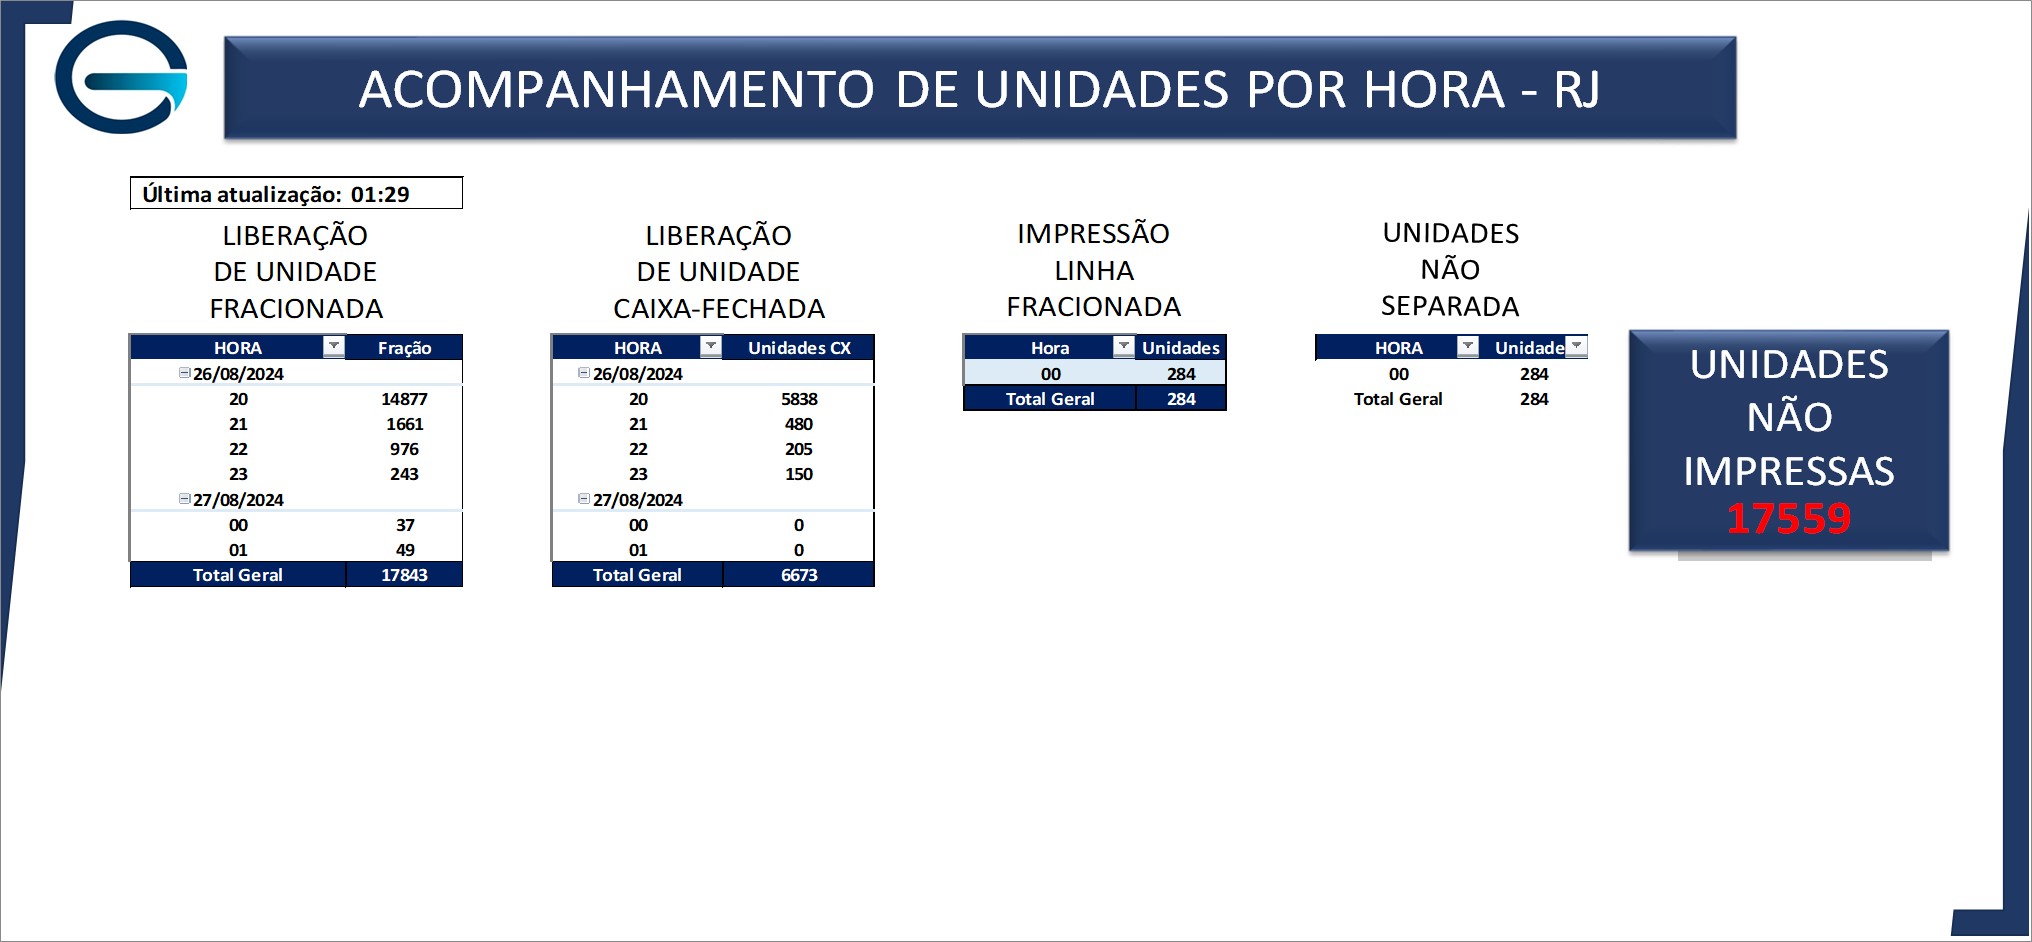 ACOMPANHAMENTO DE UNIDADES POR HORA - RJ
Última atualização: 01:29
LIBERAÇÃO
DE UNIDADE
FRACIONADA
HORA Fração
26/08/2024
20 14877
21 1661
22 976
23 243
27/08/2024
00 37
01 49
Total Geral 17843
LIBERAÇÃO
DE UNIDADE
CAIXA-FECHADA
HORA Unidades CX
26/08/2024
20 5838
21 480
22 205
23 150
27/08/2024
00 0
01 0
Total Geral 6673
IMPRESSÃO
LINHA
FRACIONADA
Hora Unidades
00 284
Total Geral 284
UNIDADES
NÃO
SEPARADA
HORA Unidade
00 284
Total Geral 284
UNIDADES
NÃO
IMPRESSAS
17559